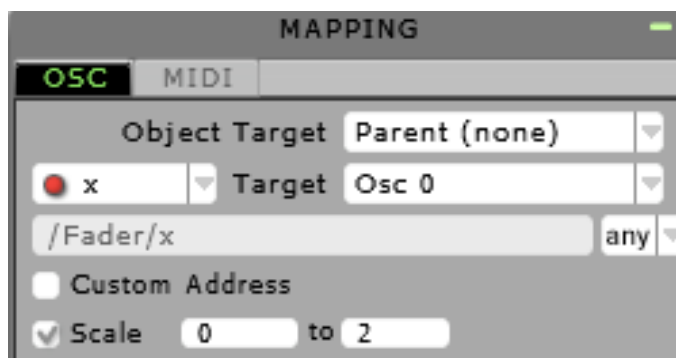 MAPPING
OSC MIDI
Object Target Parent (none)
x Target Osc 0
/Fader/x any
Custom Address
Scale 0 to 2